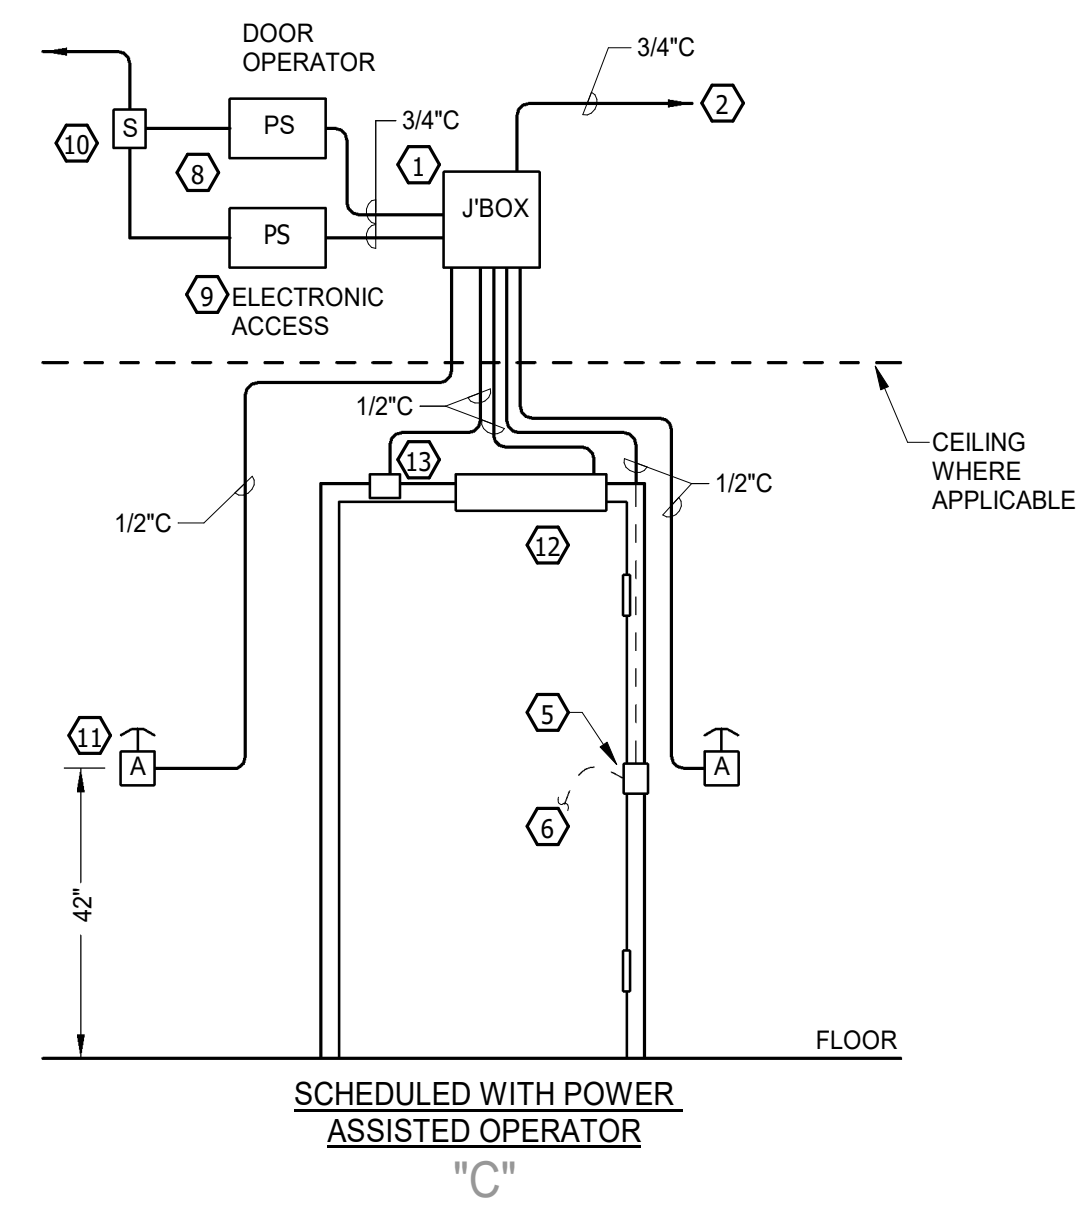 DOOR
OPERATOR
3/4"C
2
S
PS
3/4"C
10
8
1
J'BOX
PS
9
ELECTRONIC
ACCESS
1/2"C
CEILING
WHERE
APPLICABLE
13
1/2"C
1/2"C
12
5
11
A
A
6
42"
FLOOR
SCHEDULED WITH POWER
ASSISTED OPERATOR
"C"